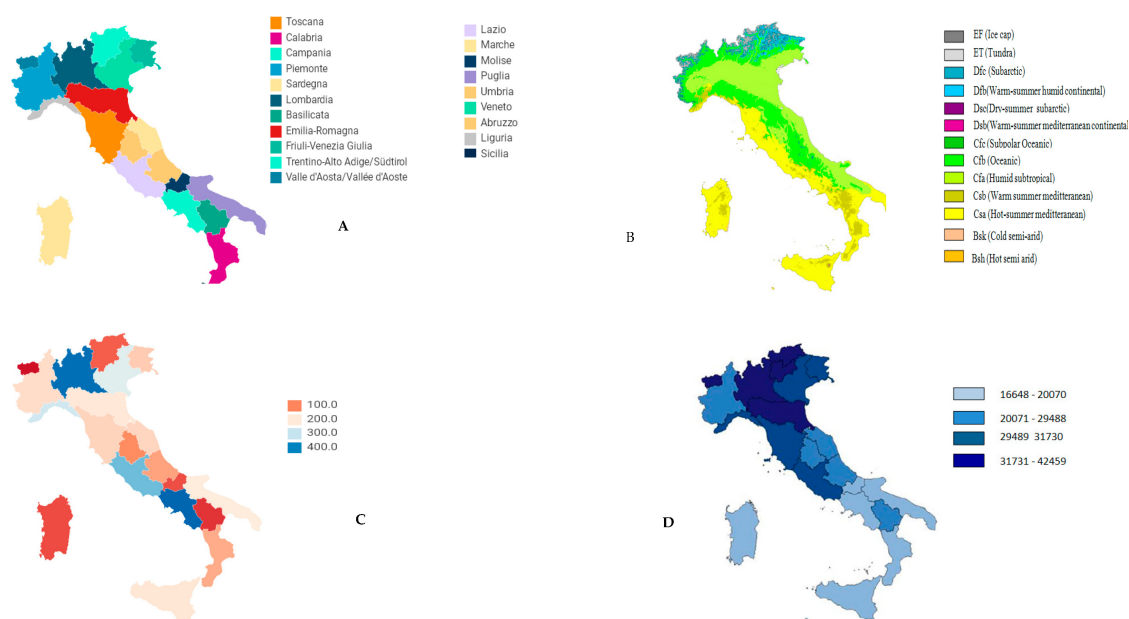 Toscana
Calabria
Campania
Piemonte
Sardegna
Lombardia
Basilicata
Emilia-Romagna
Friuli-Venezia Giulia
Trentino-Alto Adige/Südtirol
Valle d'Aosta/Vallée d'Aoste
Lazio
Marche
Molise
Puglia
Umbria
Veneto
Abruzzo
Liguria
Sicilia
A
EF (Ice cap)
ET (Tundra)
Dfc (Subarctic)
Dfb(Warm-summer humid continental)
Dsc(Dry-summer subarctic)
Dsb(Warm-summer mediterranean continental
Cfc (Subpolar Oceanic)
Cfb (Oceanic)
Cfa (Humid subtropical)
Csb (Warm summer meditteranean)
Csa (Hot-summer meditteranean)
Bsk (Cold semi-arid)
Bsh (Hot semi arid)
B
100.0
200.0
300.0
400.0
C
16648 - 20070
20071 - 29488
29489 31730
31731 - 42459
D